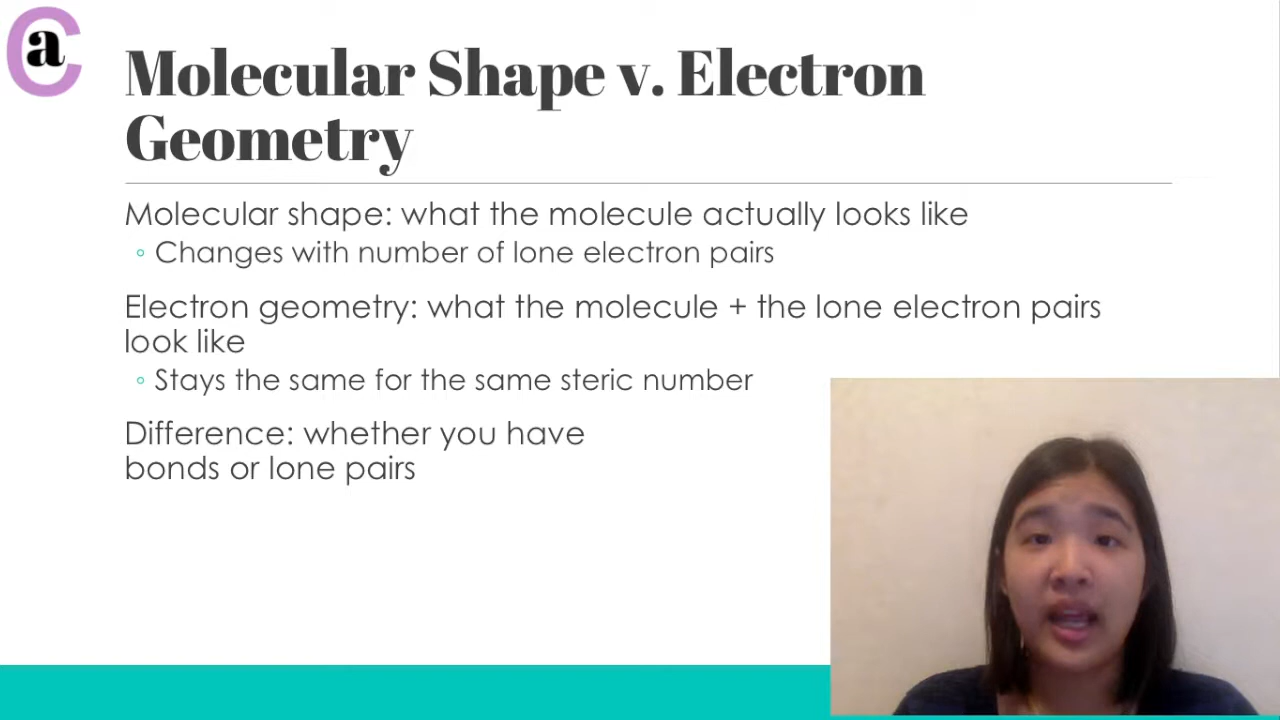 a
C
Molecular Shape v. Electron
Geometry
Molecular shape: what the molecule actually looks like
◦ Changes with number of lone electron pairs
Electron geometry: what the molecule + the lone electron pairs
look like
◦ Stays the same for the same steric number
Difference: whether you have
bonds or lone pairs